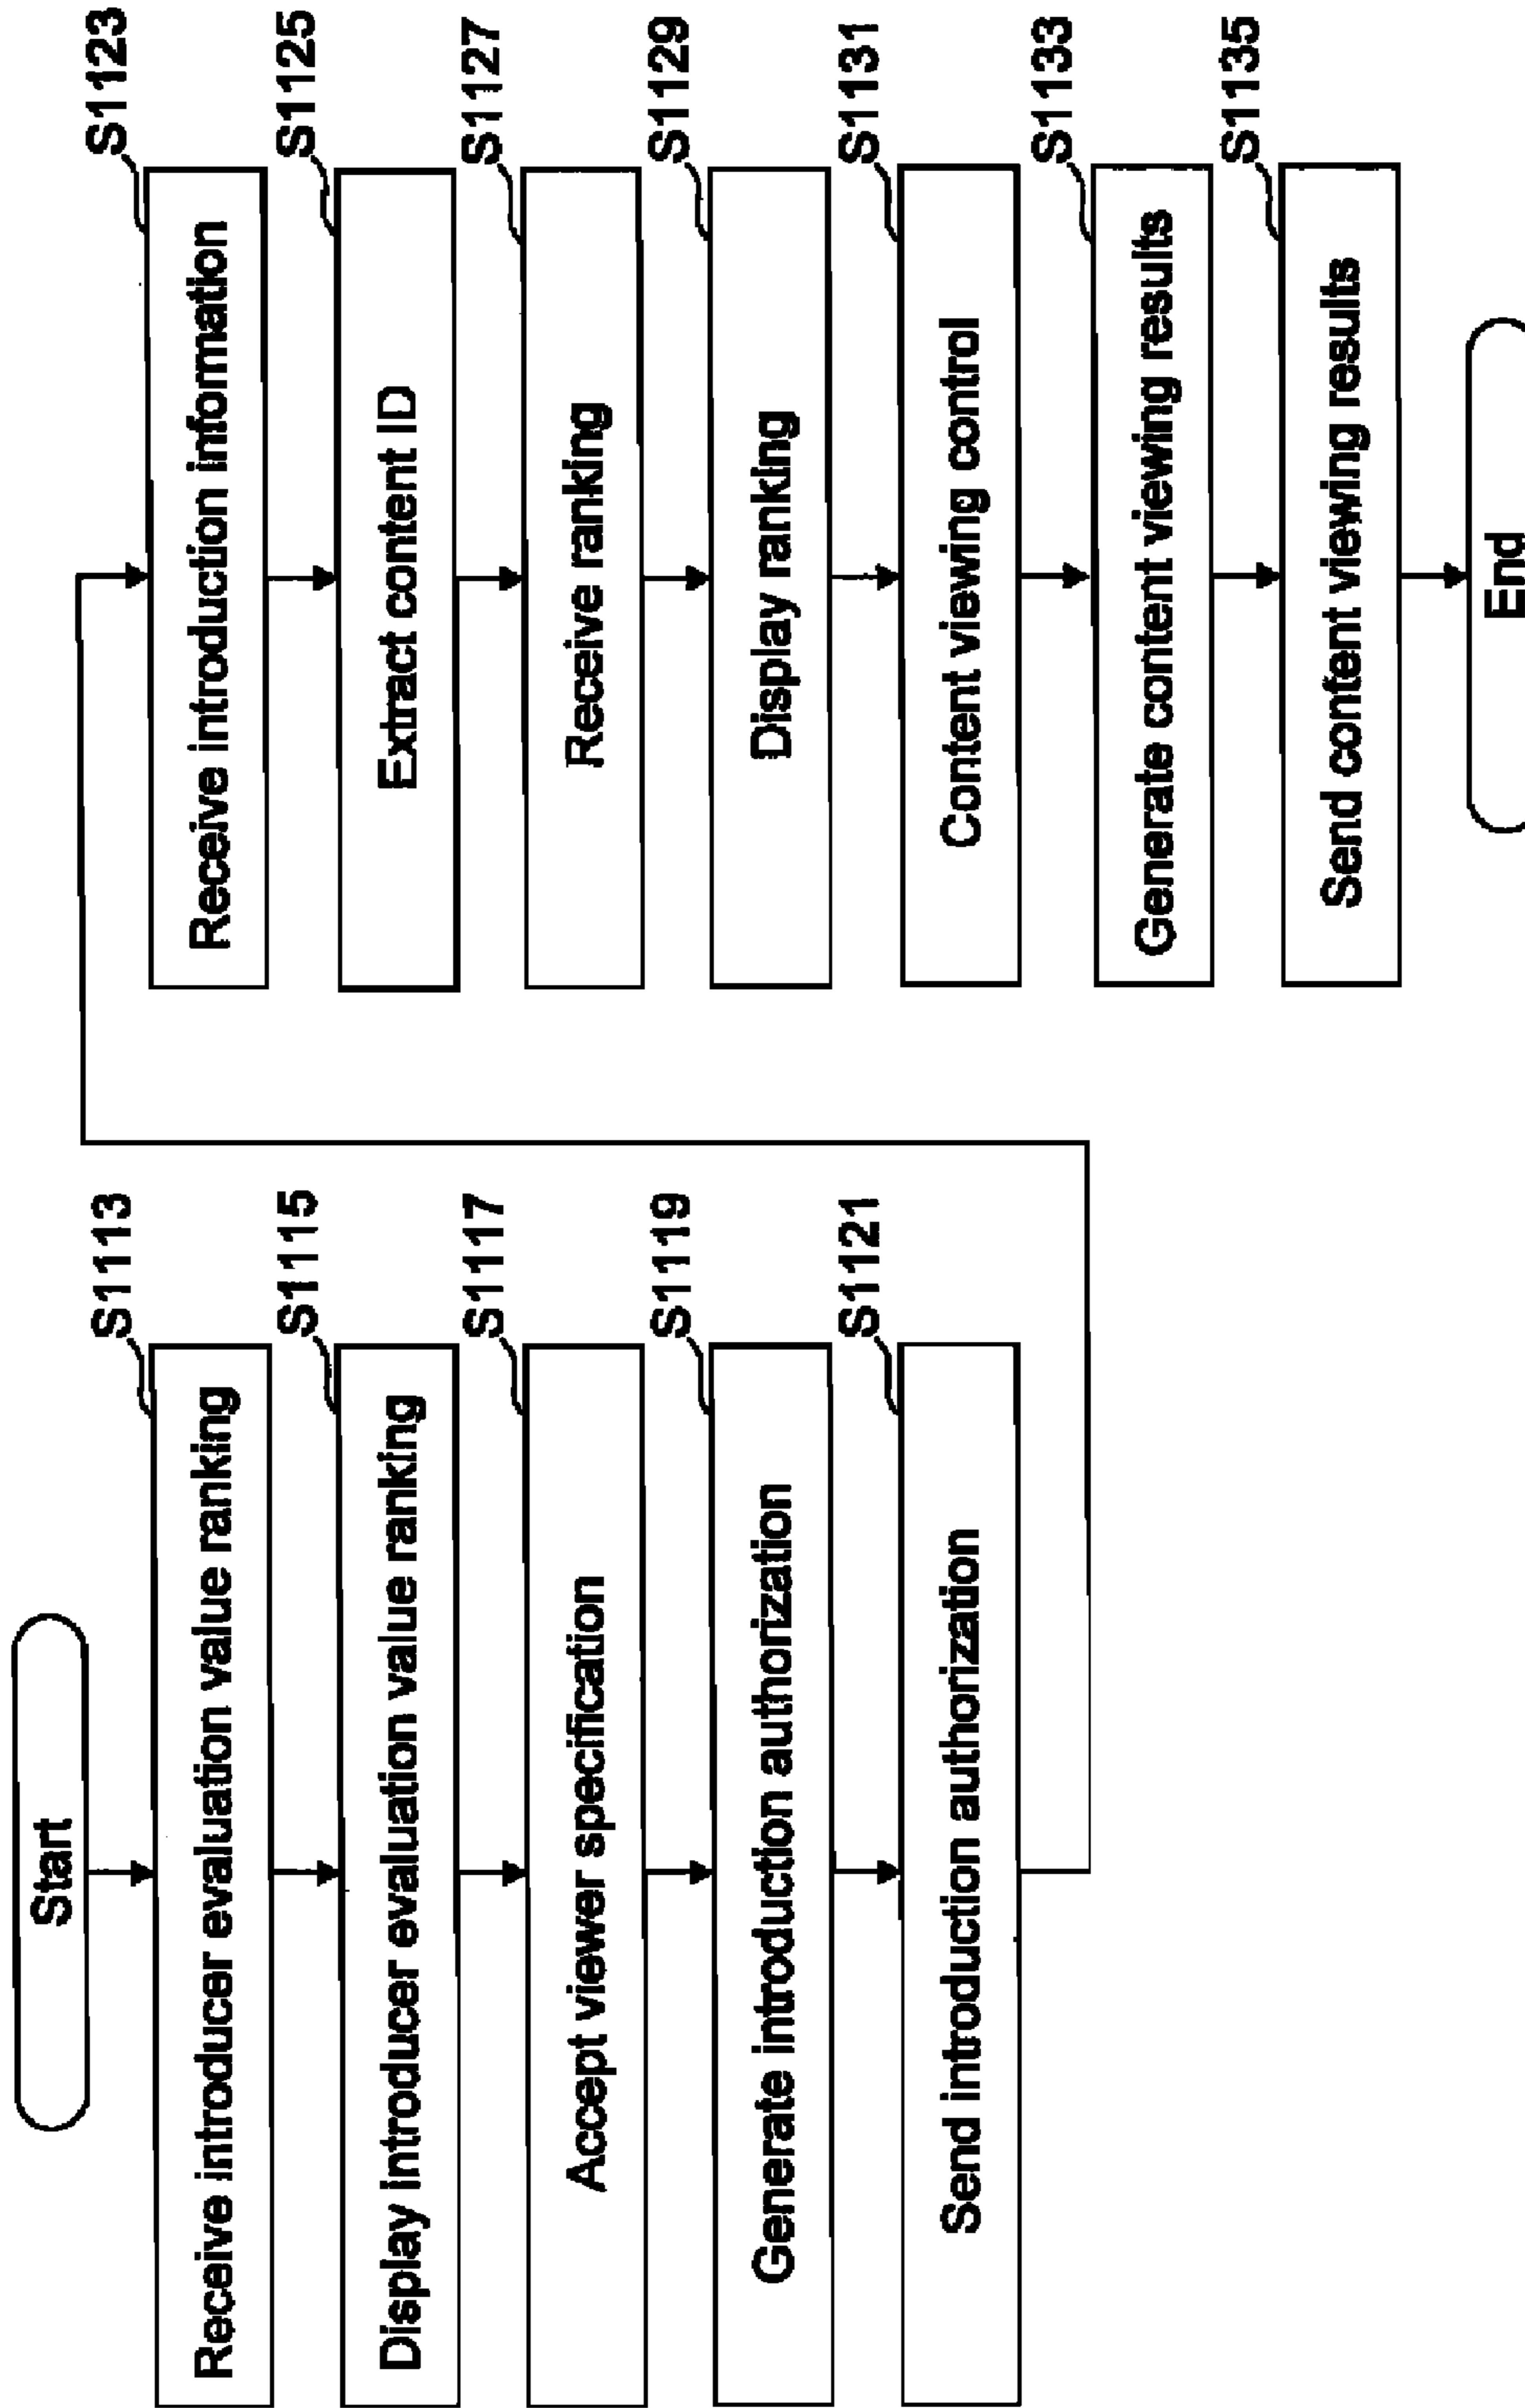 Start
S1113
Receive introducer evaluation value ranking
S1115
Display introducer evaluation value ranking
S1117
Accept viewer specification
S1119
Generate introduction authorization
S1121
Send introduction authorization
S1123
Receive introduction information
S1125
Extract content ID
S1127
Receive ranking
S1129
Display ranking
S1131
Content viewing control
S1133
Generate content viewing results
S1135
Send content viewing results
End